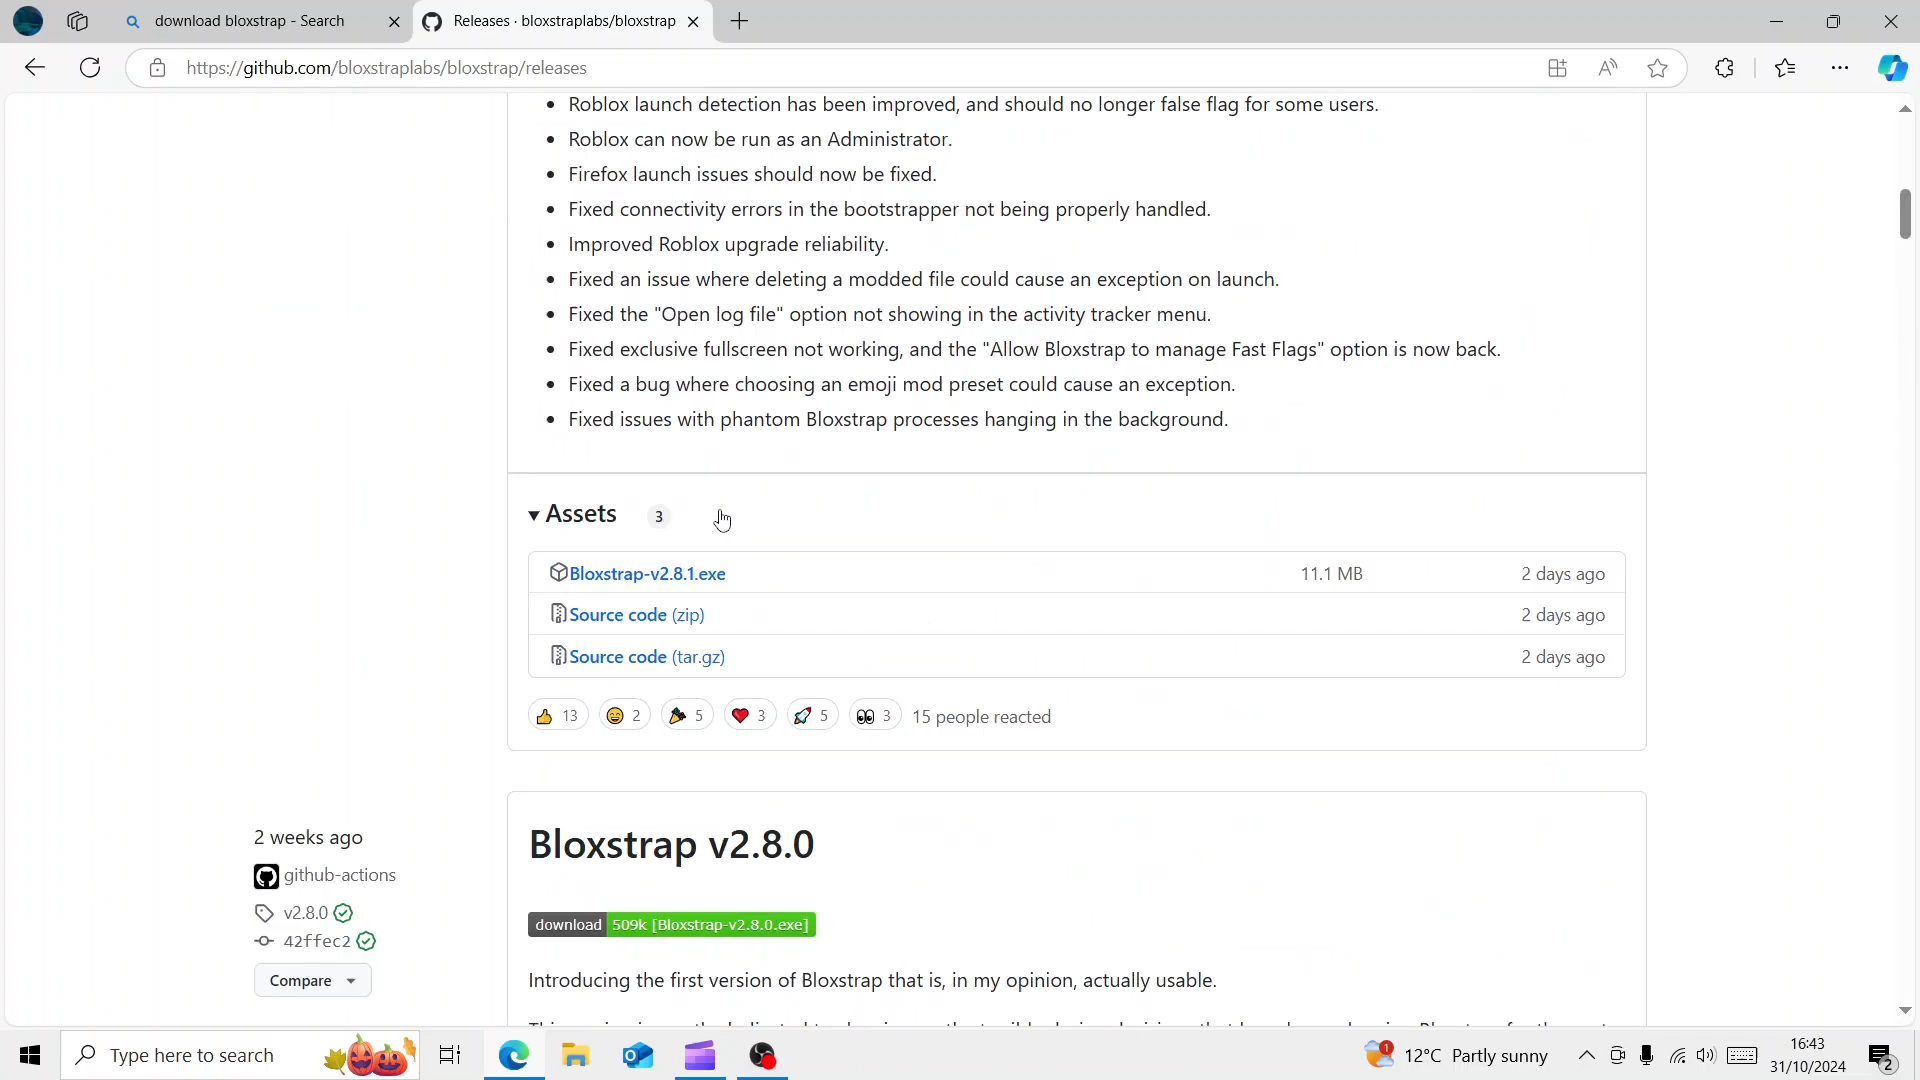 download bloxstrap - Search
Releases · bloxstraplabs/bloxstrap
https://github.com/bloxstraplabs/bloxstrap/releases
Roblox launch detection has been improved, and should no longer false flag for some users.
Roblox can now be run as an Administrator.
Firefox launch issues should now be fixed.
Fixed connectivity errors in the bootstrapper not being properly handled.
Improved Roblox upgrade reliability.
Fixed an issue where deleting a modded file could cause an exception on launch.
Fixed the "Open log file" option not showing in the activity tracker menu.
Fixed exclusive fullscreen not working, and the "Allow Bloxstrap to manage Fast Flags" option is now back.
Fixed a bug where choosing an emoji mod preset could cause an exception.
Fixed issues with phantom Bloxstrap processes hanging in the background.
Assets 3
Bloxstrap-v2.8.1.exe 11.1 MB 2 days ago
Source code (zip) 2 days ago
Source code (tar.gz) 2 days ago
13 2 5 3 5 3 15 people reacted
2 weeks ago
github-actions
v2.8.0
42ffec2
Compare
Bloxstrap v2.8.0
download 509k [Bloxstrap-v2.8.0.exe]
Introducing the first version of Bloxstrap that is, in my opinion, actually usable.
Type here to search
1
12°C Partly sunny
16:43
31/10/2024
2